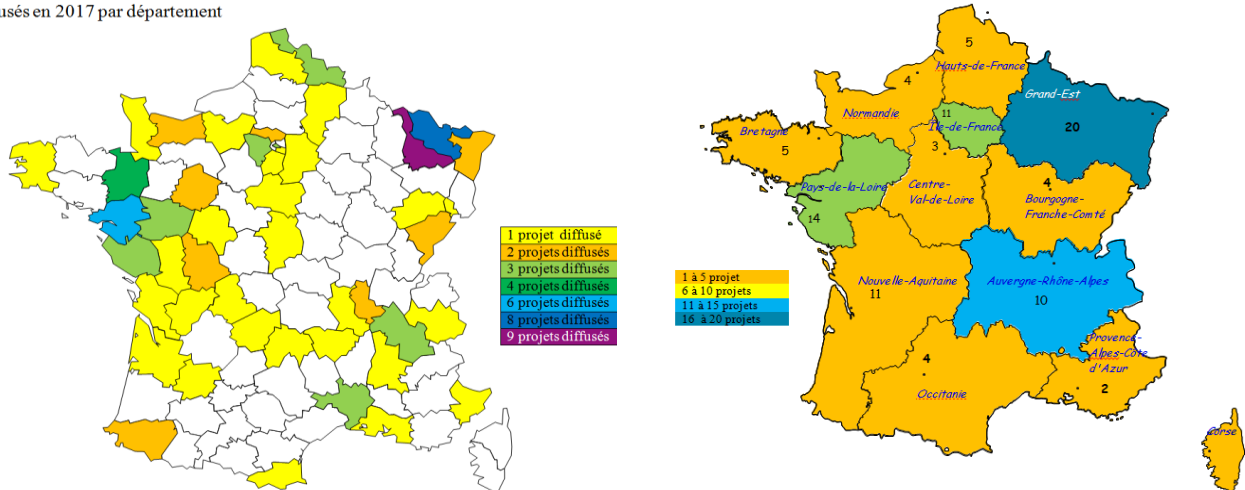 usés en 2017 par département
1 projet diffusé
2 projets diffusés
3 projets diffusés
4 projets diffusés
6 projets diffusés
8 projets diffusés
9 projets diffusés
5
Hauts-de-France
4
Normandie
Grand-Est
20
11
Île-de-France
Bretagne
5
3
Pays-de-la-Loire
14
Centre-
Val-de-Loire
4
Bourgogne-
Franche-Comté
1 à 5 projet
6 à 10 projets
11 à 15 projets
16 à 20 projets
Nouvelle-Aquitaine
11
Auvergne-Rhône-Alpes
10
Provence-
Alpes-Côte
d'Azur
2
4
Occitanie
Corse